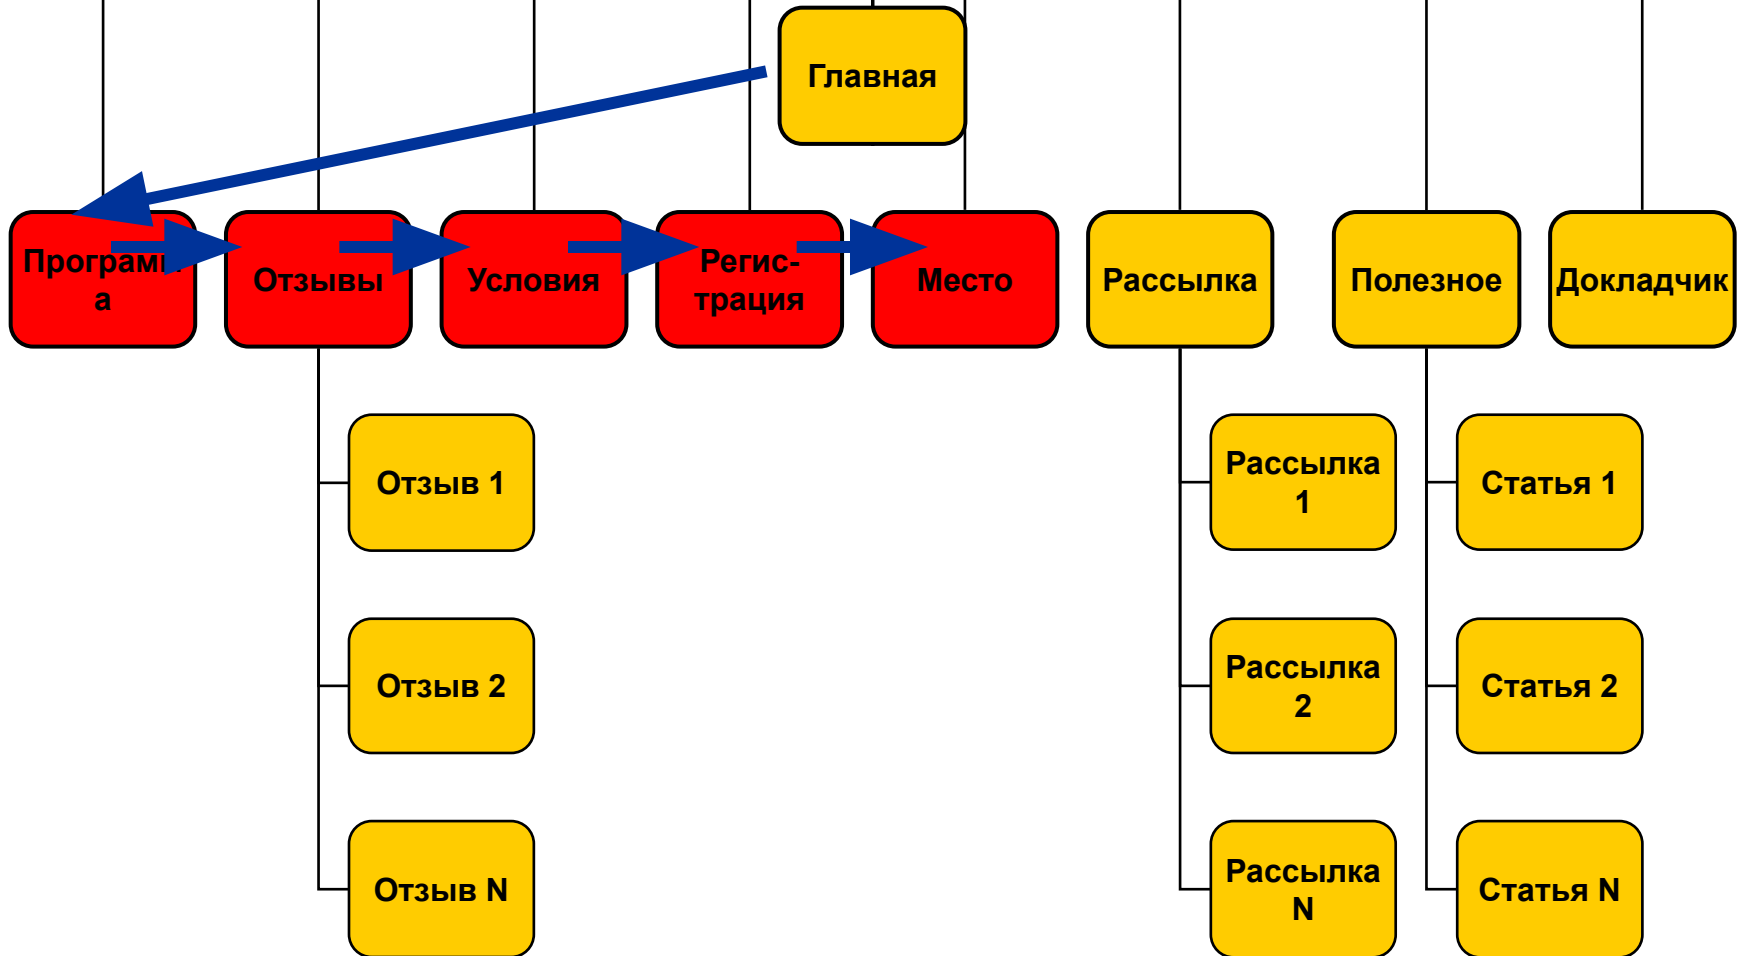 Главная
Программ
а
Отзывы
Условия
Регис-
трация
Место
Рассылка
Полезное
Докладчик
Отзыв 1
Рассылка
1
Статья 1
Отзыв 2
Рассылка
2
Статья 2
Отзыв N
Рассылка
N
Статья N